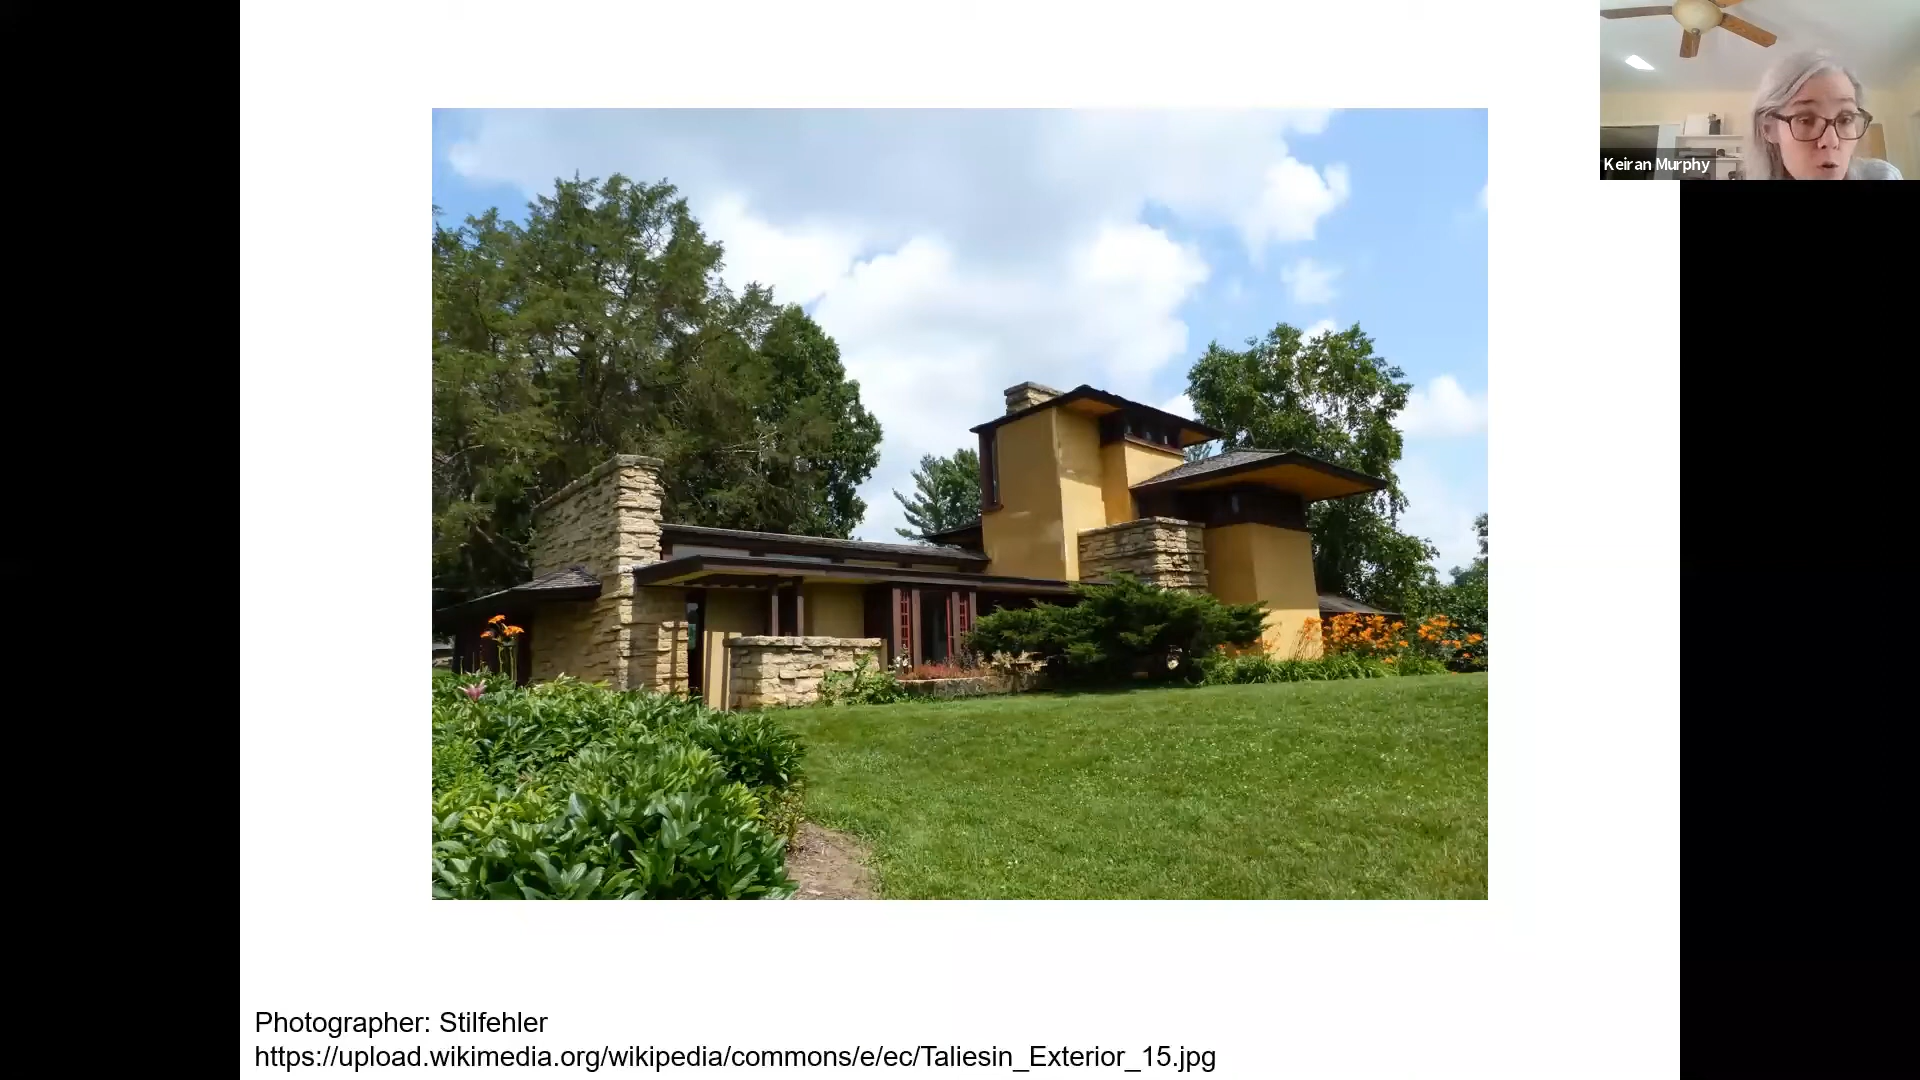 Keiran Murphy
Photographer: Stilfehler
https://upload.wikimedia.org/wikipedia/commons/e/ec/Taliesin_Exterior_15.jpg